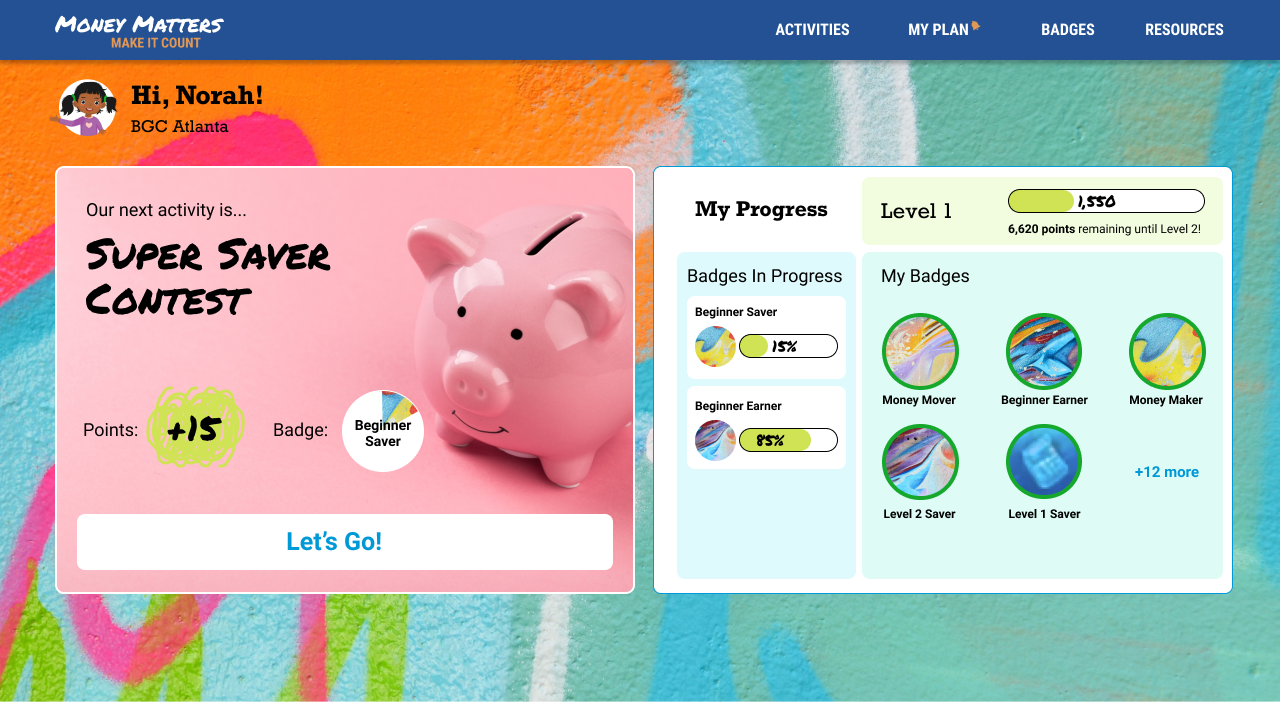 Money Matters
MAKE IT COUNT
ACTIVITIES
MY PLAN
BADGES
RESOURCES
Hi, Norah!
BGC Atlanta
Our next activity is...
Super Saver
Contest
Points:
+15
Badge:
Beginner
Saver
Let's Go!
My Progress
Level 1
1,550
6,620 points remaining until Level 2!
Badges In Progress
Beginner Saver
15%
Beginner Earner
85%
My Badges
Money Mover
Beginner Earner
Money Maker
Level 2 Saver
Level 1 Saver
+12 more